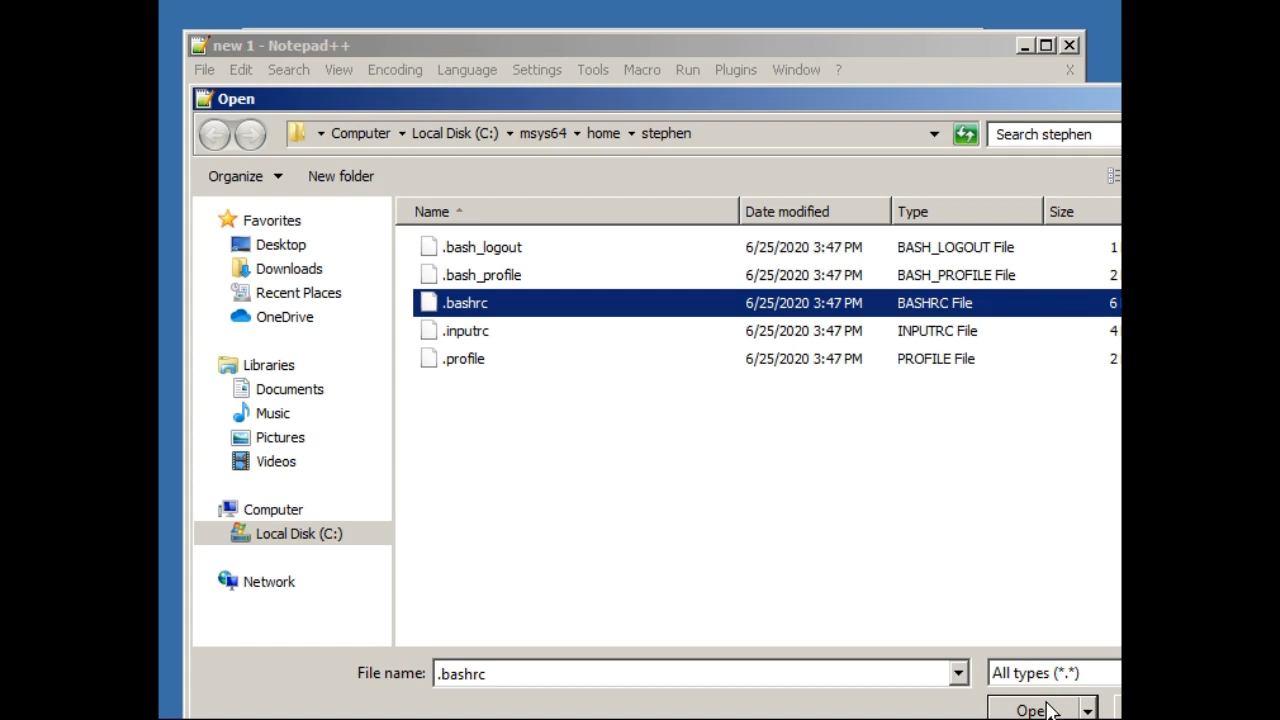 new 1 - Notepad++
File Edit Search View Encoding Language Settings Tools Macro Run Plugins Window ? X
Open
Computer Local Disk (C:) msys64 home stephen Search stephen
Organize New folder
Name Date modified Type Size
Favorites
Desktop
Downloads
Recent Places
OneDrive
Libraries
Documents
Music
Pictures
Videos
Computer
Local Disk (C:)
Network
.bash_logout 6/25/2020 3:47 PM BASH_LOGOUT File 1
.bash_profile 6/25/2020 3:47 PM BASH_PROFILE File 2
.bashrc 6/25/2020 3:47 PM BASHRC File 6
.inputrc 6/25/2020 3:47 PM INPUTRC File 4
.profile 6/25/2020 3:47 PM PROFILE File 2
File name: .bashrc All types (*.*)
Open